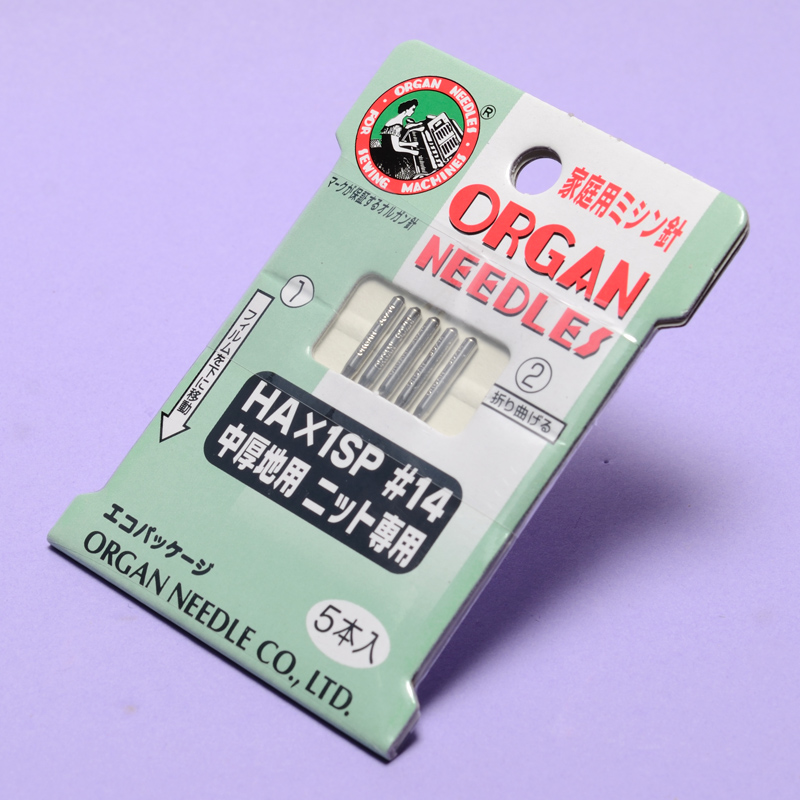 ORGAN NEEDLES
FOR SEWING MACHINES
®
マークが保証するオルガン針
家庭用ミシン針
ORGAN
NEEDLES
1
フィルムを下に移動
2
折り曲げる
HA×1SP #14
中厚地用 ニット専用
エコパッケージ
ORGAN NEEDLE CO., LTD.
5本入